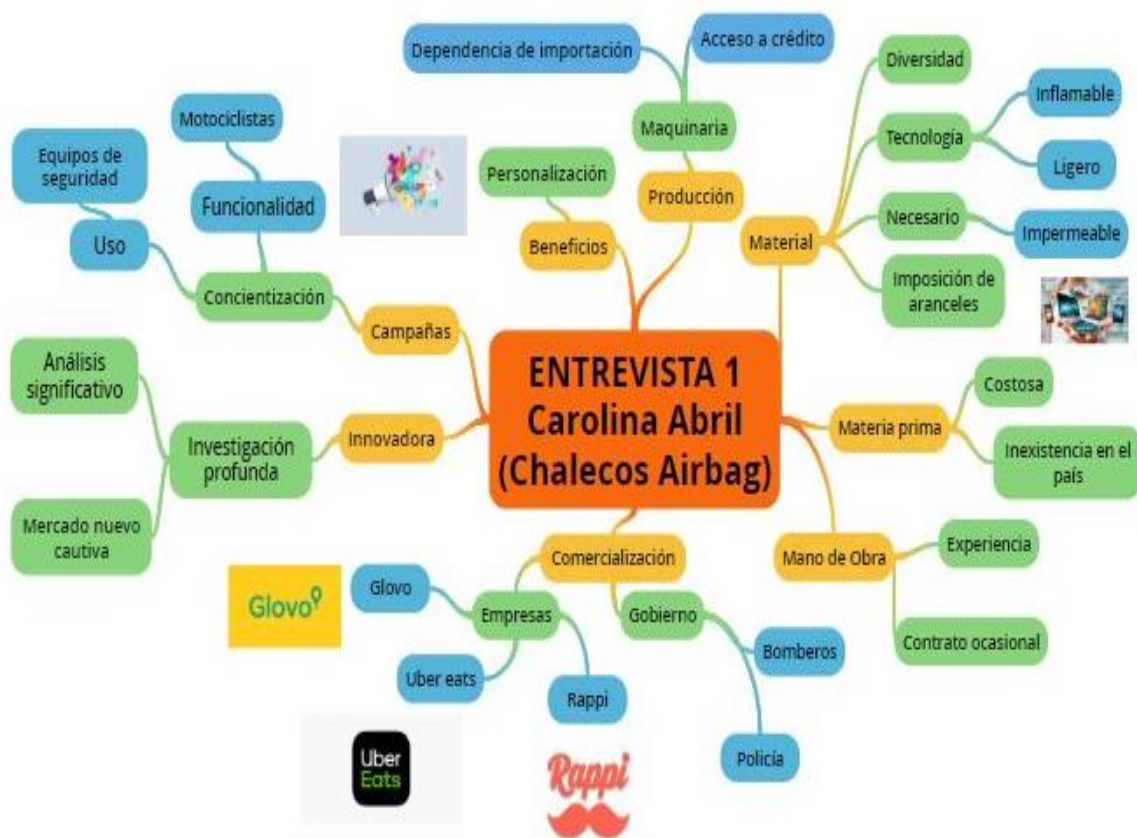 ENTREVISTA 1
Carolina Abril
(Chalecos Airbag)
Producción
Maquinaria
Dependencia de importación
Acceso a crédito
Beneficios
Personalización
Material
Diversidad
Tecnología
Inflamable
Ligero
Necesario
Impermeable
Imposición de
aranceles
Materia prima
Costosa
Inexistencia en el
país
Mano de Obra
Experiencia
Contrato ocasional
Comercialización
Gobierno
Bomberos
Policía
Empresas
Glovo
Uber eats
Rappi
Glovo
Uber
Eats
Rappi
Innovadora
Investigación
profunda
Análisis
significativo
Mercado nuevo
cautiva
Campañas
Concientización
Funcionalidad
Motociclistas
Uso
Equipos de
seguridad